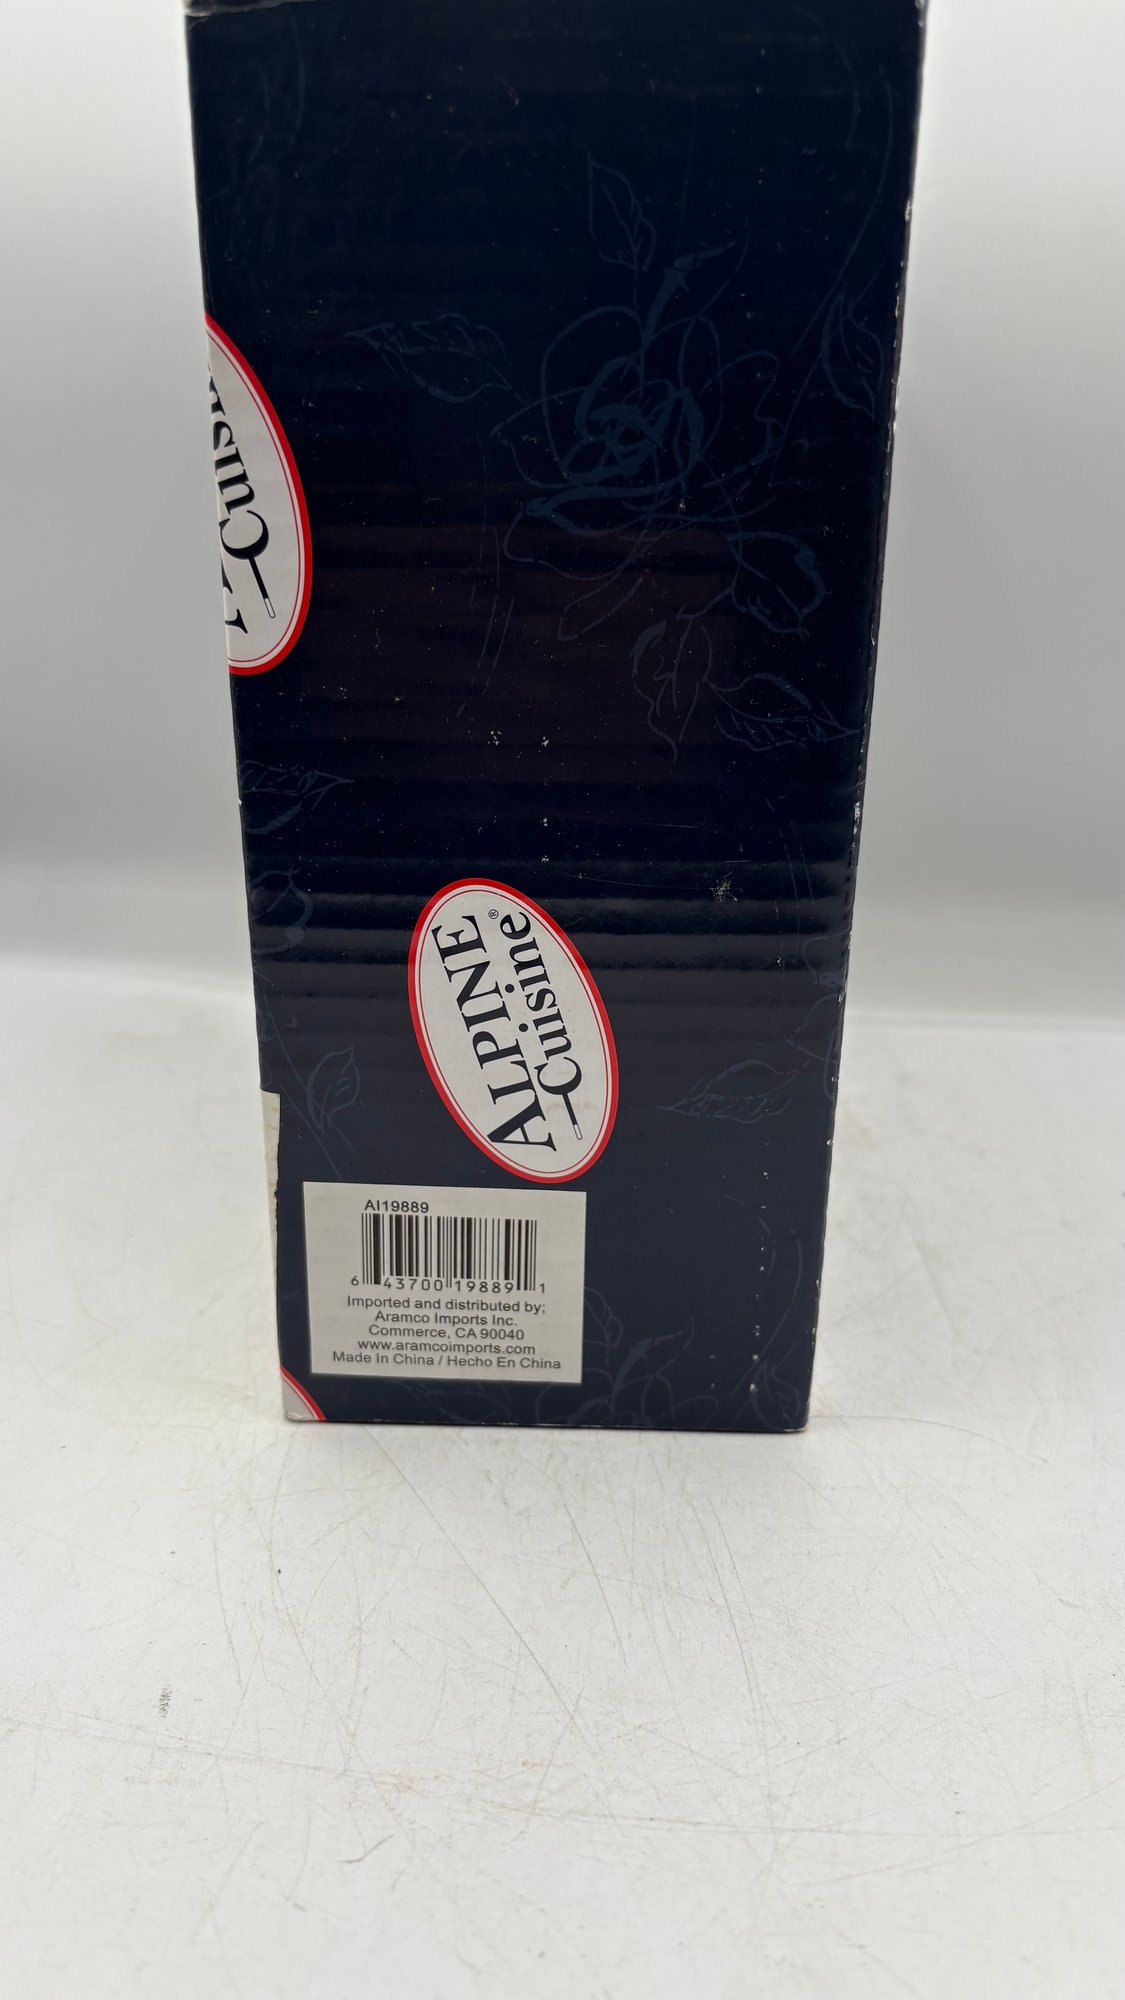 Cuisin
ALPINE®
Cuisine
AI19889
6 43700 19889 1
Imported and distributed by;
Aramco Imports Inc.
Commerce, CA 90040
www.aramcoimports.com
Made In China / Hecho En China